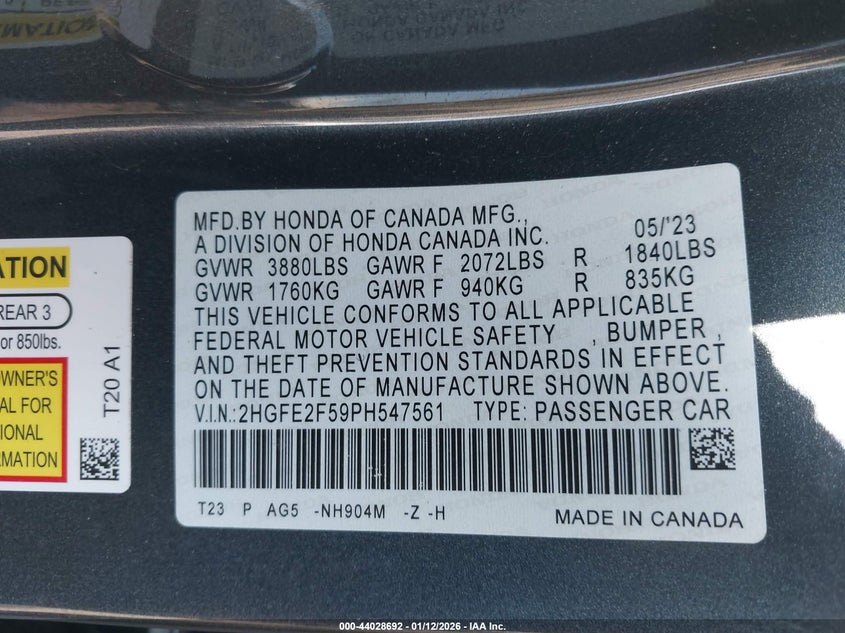 MFD.BY HONDA OF CANADA MFG.,
A DIVISION OF HONDA CANADA INC. 05/'23
GVWR 3880LBS GAWR F 2072LBS R 1840LBS
GVWR 1760KG GAWR F 940KG R 835KG
THIS VEHICLE CONFORMS TO ALL APPLICABLE
FEDERAL MOTOR VEHICLE SAFETY , BUMPER ,
AND THEFT PREVENTION STANDARDS IN EFFECT
ON THE DATE OF MANUFACTURE SHOWN ABOVE.
V.I.N.:2HGFE2F59PH547561 TYPE: PASSENGER CAR
T23 P AG5 -NH904M -Z -H
MADE IN CANADA
ATION
REAR 3
or 850lbs.
OWNER'S
AL FOR
IONAL
RMATION
T20 A1
000-44028692 - 01/12/2026 - IAA Inc.